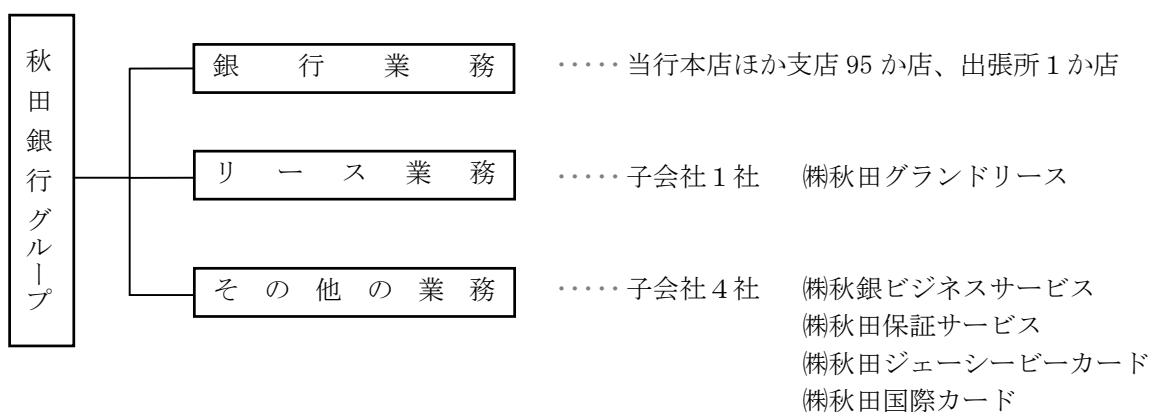 秋田銀行グループ
銀行業務 ‥‥‥当行本店ほか支店 95 か店、出張所 1 か店
リース業務 ‥‥‥子会社 1 社 ㈱秋田グランドリース
その他の業務 ‥‥‥子会社 4 社 ㈱秋銀ビジネスサービス
㈱秋田保証サービス
㈱秋田ジェーシービーカード
㈱秋田国際カード